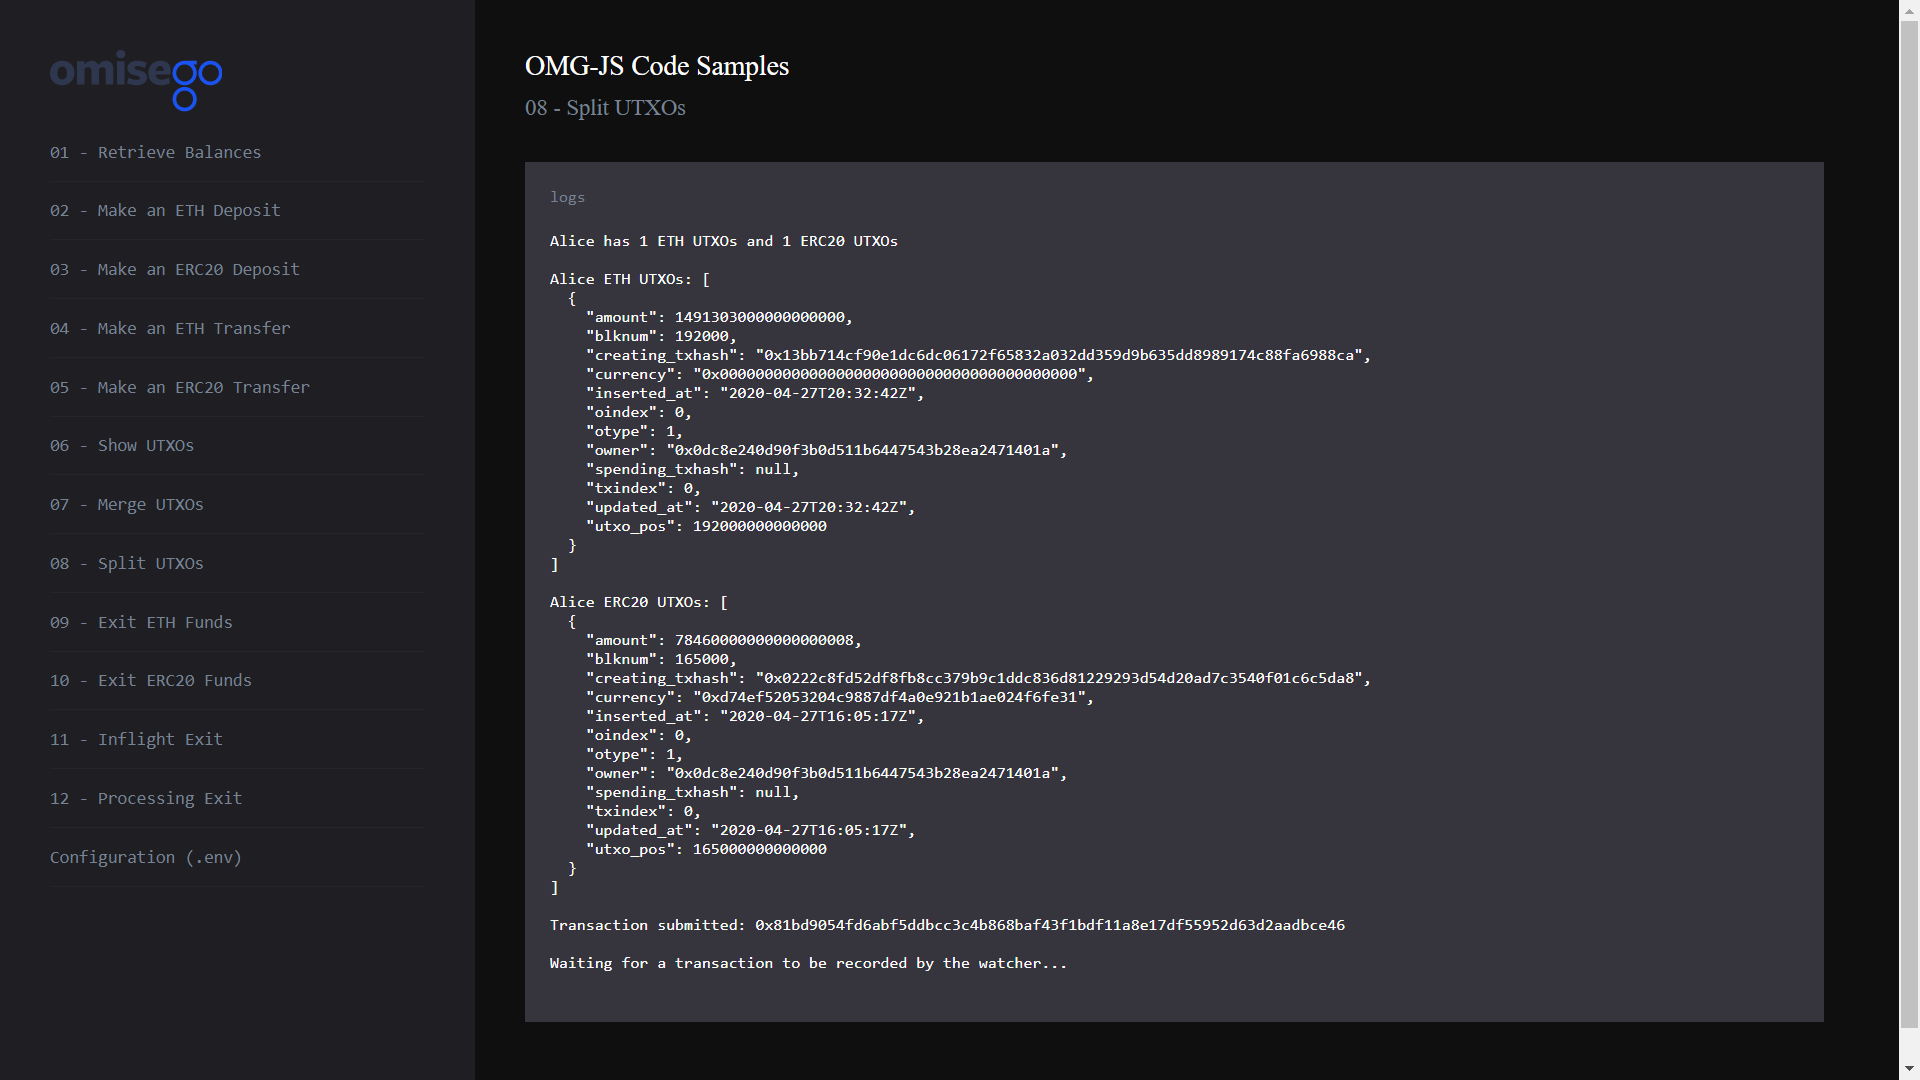 omisego
01 - Retrieve Balances
02 - Make an ETH Deposit
03 - Make an ERC20 Deposit
04 - Make an ETH Transfer
05 - Make an ERC20 Transfer
06 - Show UTXOs
07 - Merge UTXOs
08 - Split UTXOs
09 - Exit ETH Funds
10 - Exit ERC20 Funds
11 - Inflight Exit
12 - Processing Exit
Configuration (.env)
OMG-JS Code Samples
08 - Split UTXOs
logs
Alice has 1 ETH UTXOs and 1 ERC20 UTXOs
Alice ETH UTXOs: [
{
"amount": 1491303000000000000,
"blknum": 192000,
"creating_txhash": "0x13bb714cf90e1dc6dc06172f65832a032dd359d9b635dd8989174c88fa6988ca",
"currency": "0x0000000000000000000000000000000000000000",
"inserted_at": "2020-04-27T20:32:42Z",
"oindex": 0,
"otype": 1,
"owner": "0x0dc8e240d90f3b0d511b6447543b28ea2471401a",
"spending_txhash": null,
"txindex": 0,
"updated_at": "2020-04-27T20:32:42Z",
"utxo_pos": 192000000000000
}
]
Alice ERC20 UTXOs: [
{
"amount": 78460000000000000008,
"blknum": 165000,
"creating_txhash": "0x0222c8fd52df8fb8cc379b9c1ddc836d81229293d54d20ad7c3540f01c6c5da8",
"currency": "0xd74ef52053204c9887df4a0e921b1ae024f6fe31",
"inserted_at": "2020-04-27T16:05:17Z",
"oindex": 0,
"otype": 1,
"owner": "0x0dc8e240d90f3b0d511b6447543b28ea2471401a",
"spending_txhash": null,
"txindex": 0,
"updated_at": "2020-04-27T16:05:17Z",
"utxo_pos": 165000000000000
}
]
Transaction submitted: 0x81bd9054fd6abf5ddbcc3c4b868baf43f1bdf11a8e17df55952d63d2aadbce46
Waiting for a transaction to be recorded by the watcher...